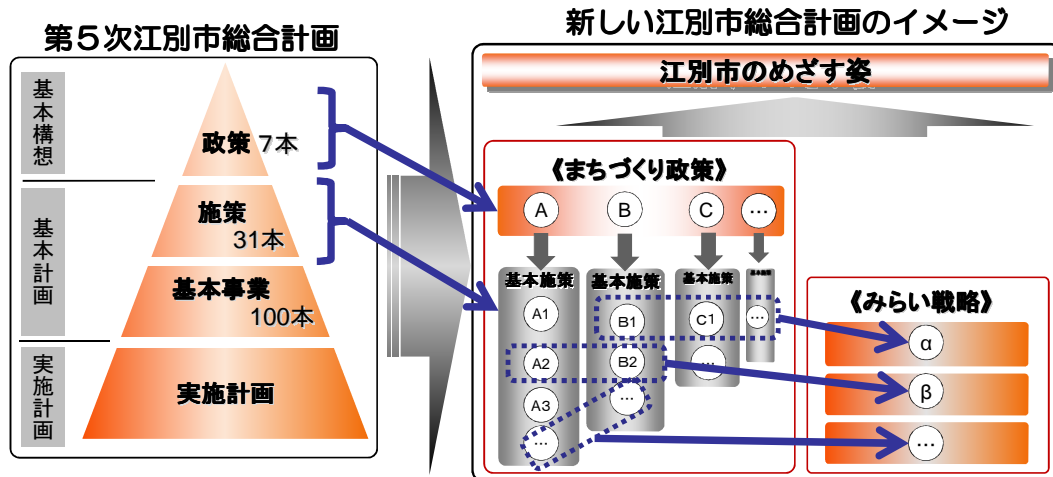 第5次江別市総合計画
基本構想
政策 7本
基本計画
施策
31本
基本事業
100本
実施計画
実施計画
新しい江別市総合計画のイメージ
江別市のめざす姿
《まちづくり政策》
A
B
C
…
基本施策
基本施策
基本施策
基本施策
A1
B1
C1
…
A2
B2
…
A3
…
…
《みらい戦略》
α
β
…